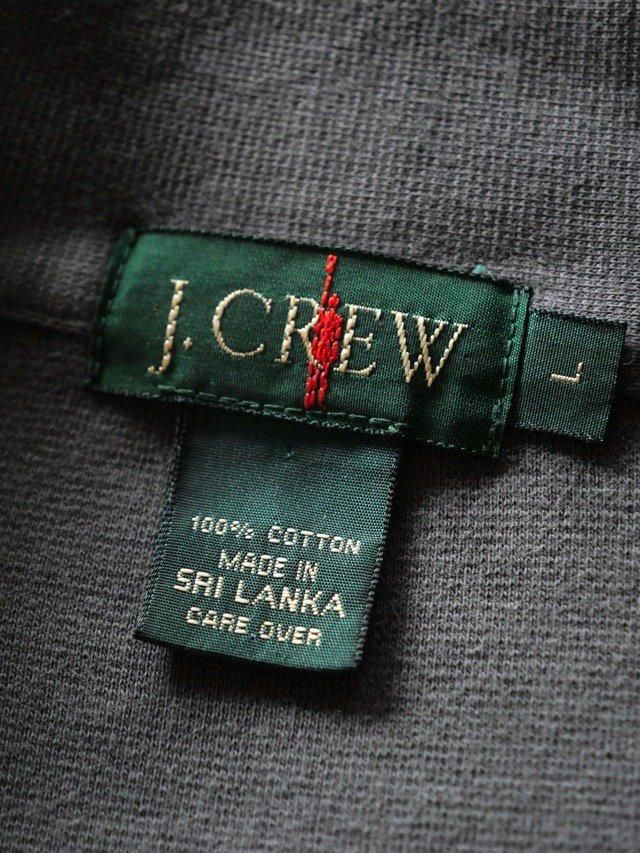 J. CREW
L
100% COTTON
MADE IN
SRI LANKA
CARE OVER